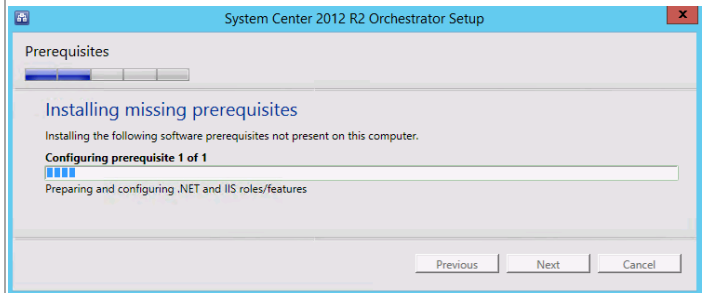 System Center 2012 R2 Orchestrator Setup
x
Prerequisites
Installing missing prerequisites
Installing the following software prerequisites not present on this computer.
Configuring prerequisite 1 of 1
Preparing and configuring .NET and IIS roles/features
Previous Next Cancel